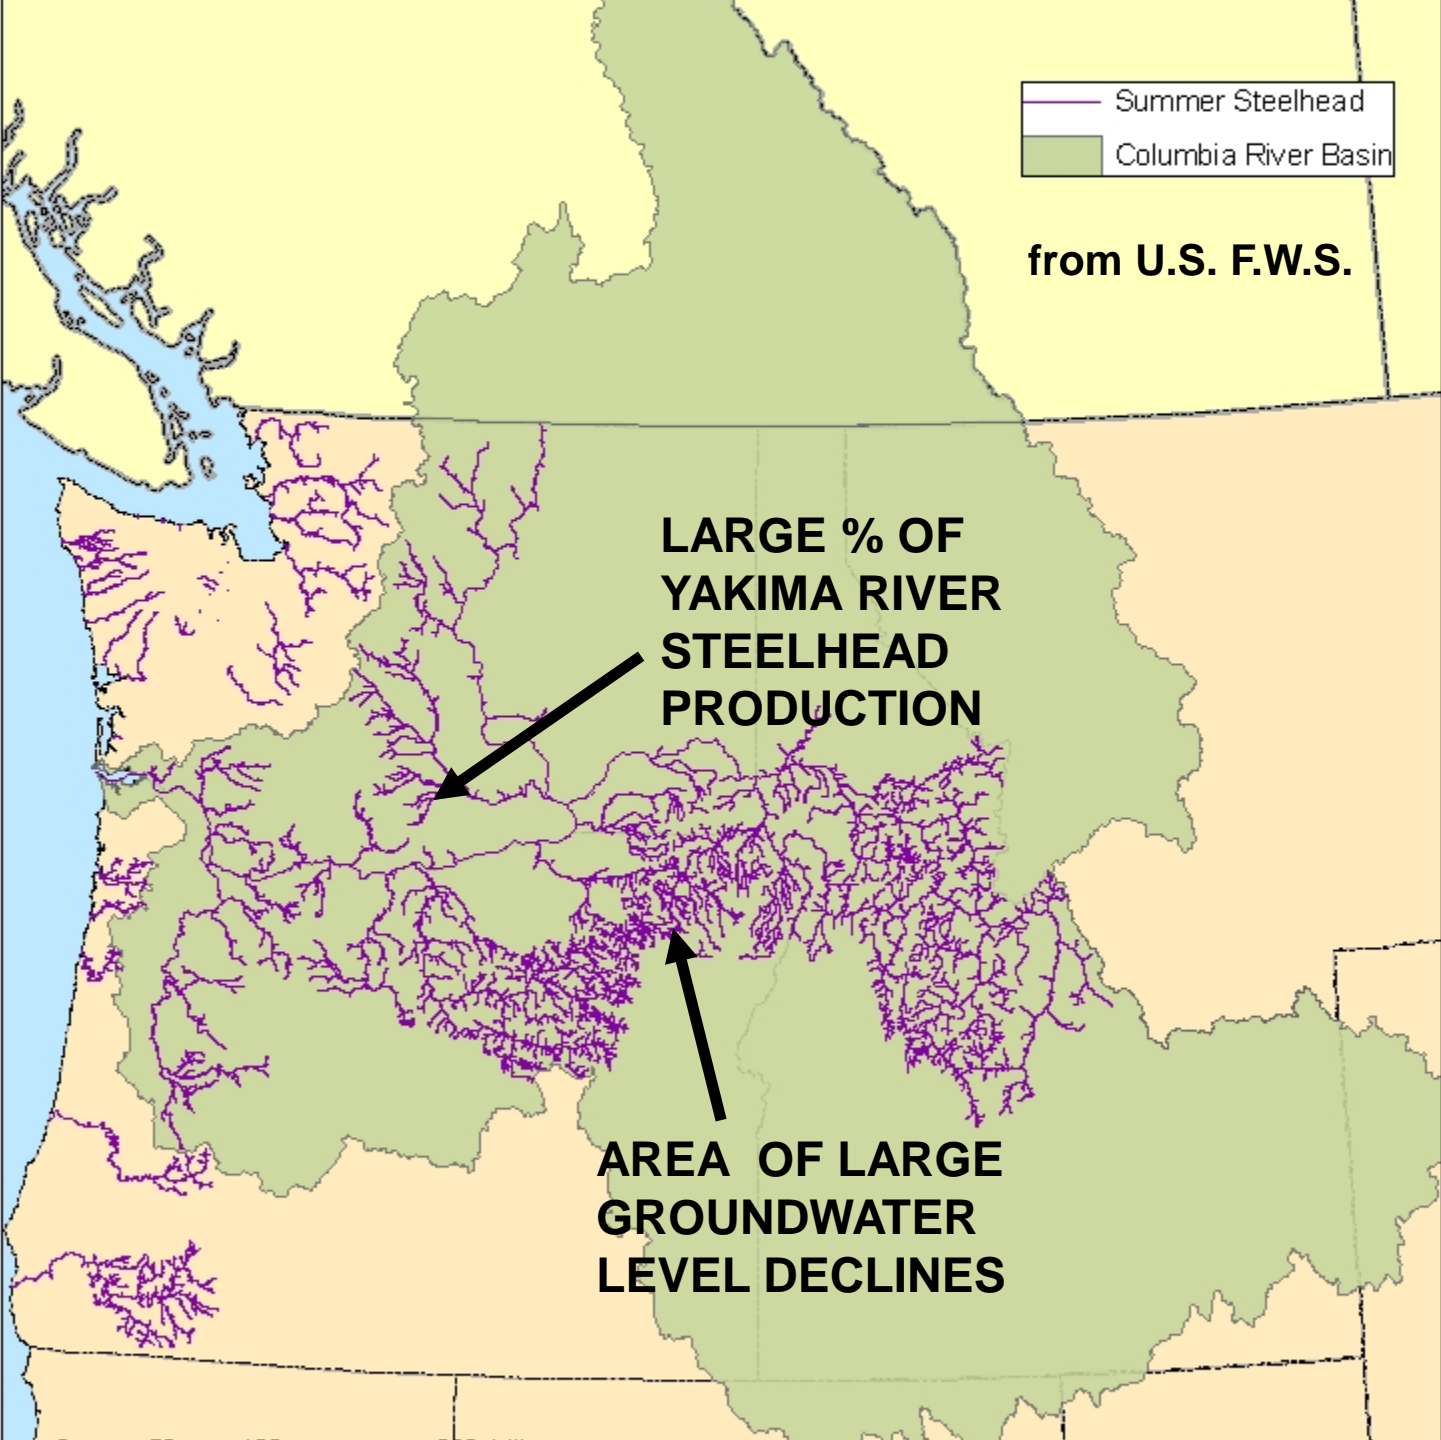 Summer Steelhead
Columbia River Basin
from U.S. F.W.S.
LARGE % OF
YAKIMA RIVER
STEELHEAD
PRODUCTION
AREA OF LARGE
GROUNDWATER
LEVEL DECLINES